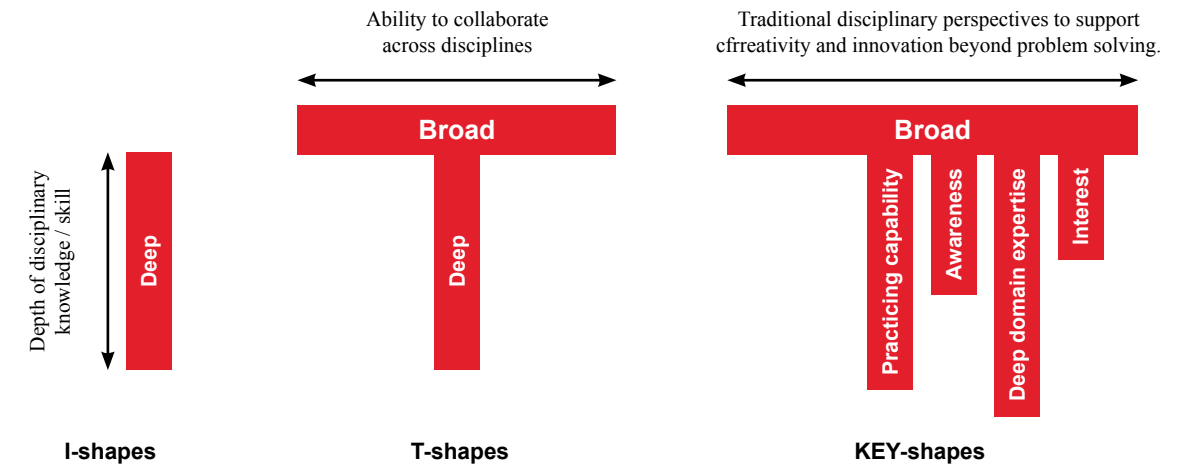 Ability to collaborate
across disciplines
Traditional disciplinary perspectives to support
cfrreativity and innovation beyond problem solving.
Depth of disciplinary
knowledge / skill
Deep
Broad
Deep
Broad
Practicing capability
Awareness
Deep domain expertise
Interest
I-shapes
T-shapes
KEY-shapes